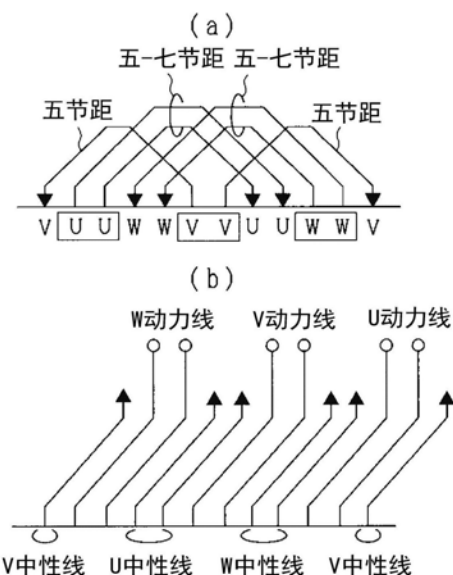 (a)
五-七节距 五-七节距
五节距 五节距
V U U W W V V U U W W V
(b)
W动力线 V动力线 U动力线
V中性线 U中性线 W中性线 V中性线